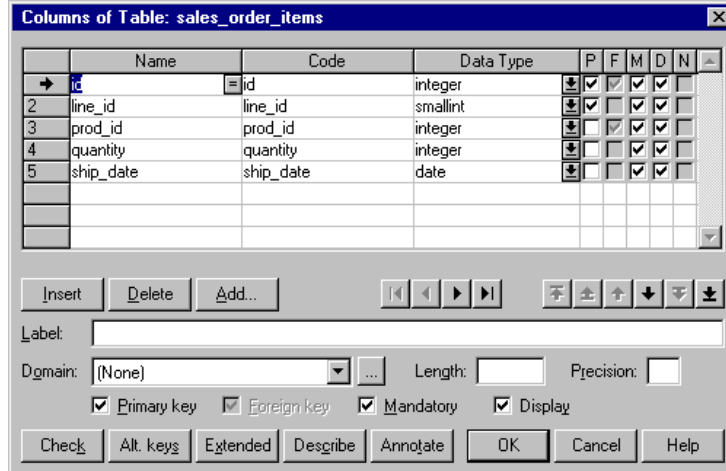 Columns of Table: sales_order_items
Name Code Data Type P F M D N
id = id integer
2 line_id line_id smallint
3 prod_id prod_id integer
4 quantity quantity integer
5 ship_date ship_date date
Insert Delete Add...
Label:
Domain: (None) ... Length: Precision:
Primary key Foreign key Mandatory Display
Check Alt. keys Extended Describe Annotate OK Cancel Help